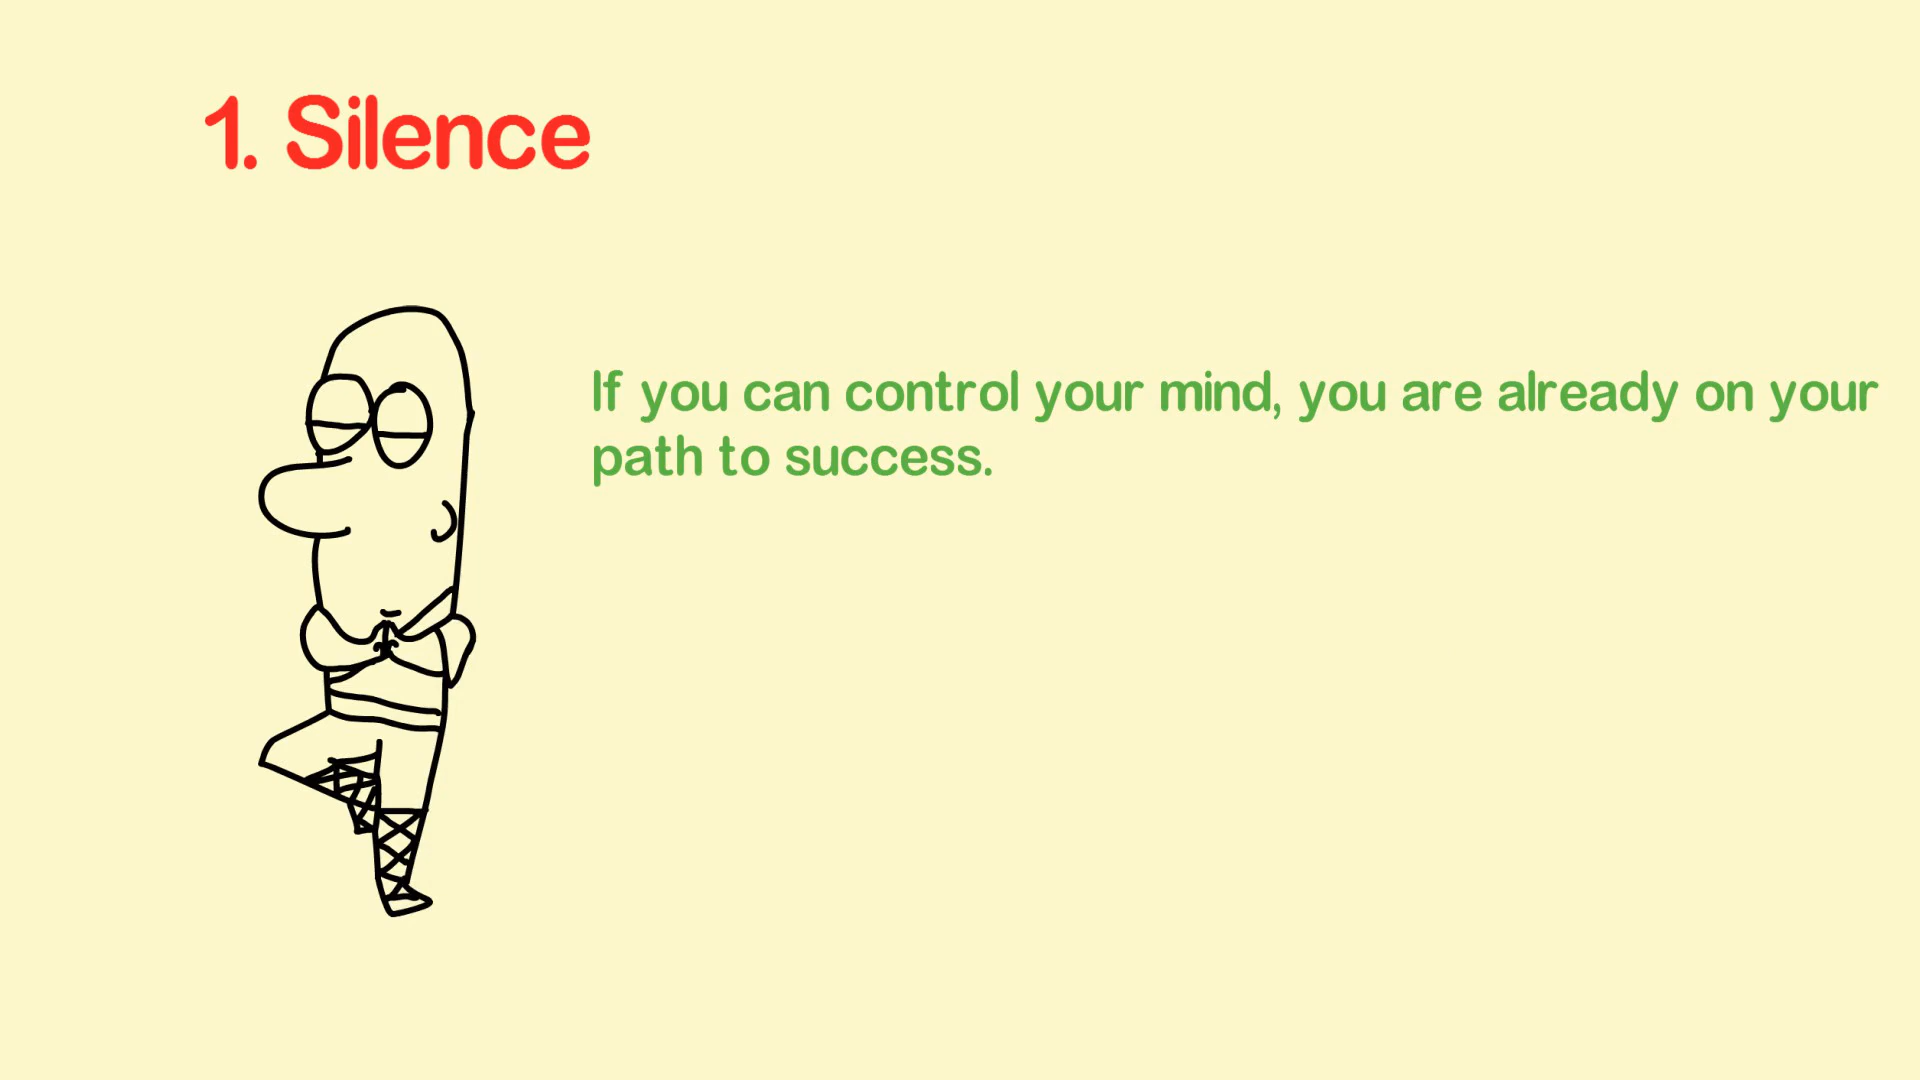 1. Silence
If you can control your mind, you are already on your
path to success.